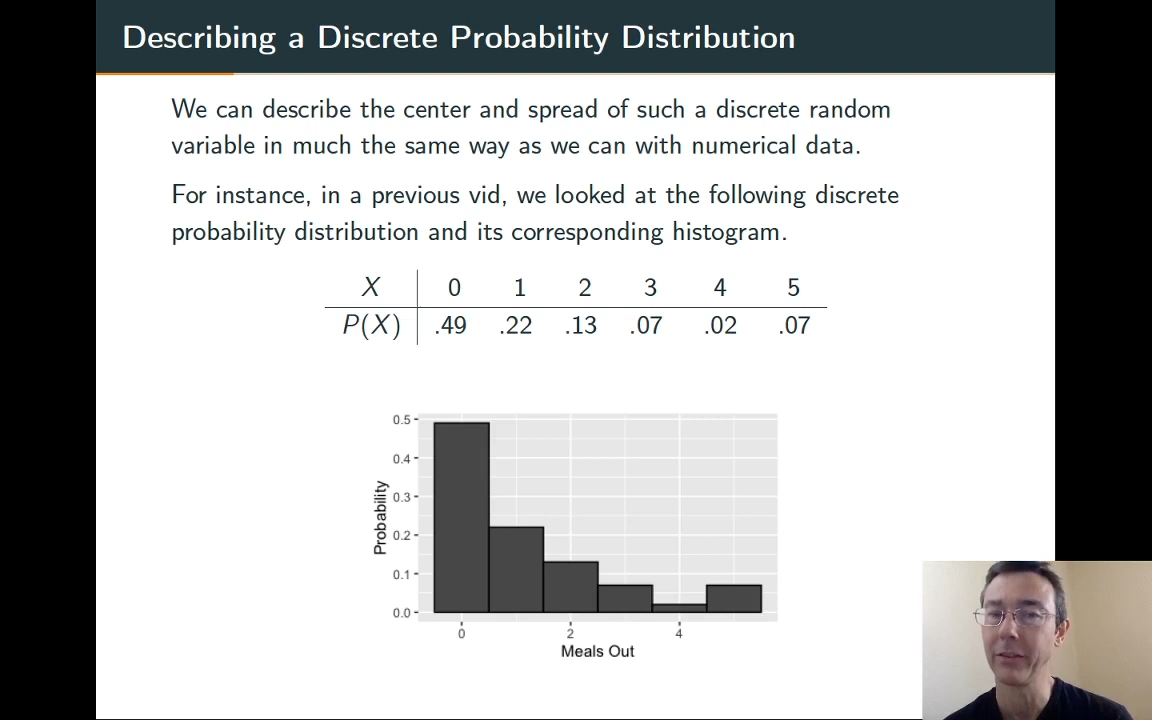 Describing a Discrete Probability Distribution
We can describe the center and spread of such a discrete random
variable in much the same way as we can with numerical data.
For instance, in a previous vid, we looked at the following discrete
probability distribution and its corresponding histogram.
X 0 1 2 3 4 5
P(X) .49 .22 .13 .07 .02 .07
0.5
0.4
0.3
0.2
0.1
0.0
Probability
0 2 4
Meals Out